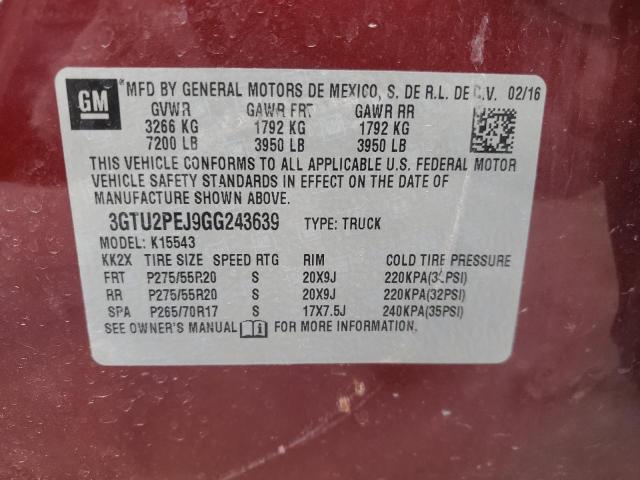 GM
*MFD BY GENERAL MOTORS DE MEXICO, S. DE R.L. DE C.V. 02/16
GVWR GAWR FRT GAWR RR
3266 KG 1792 KG 1792 KG
7200 LB 3950 LB 3950 LB
THIS VEHICLE CONFORMS TO ALL APPLICABLE U.S. FEDERAL MOTOR
VEHICLE SAFETY STANDARDS IN EFFECT ON THE DATE OF
MANUFACTURE SHOWN ABOVE.
3GTU2PEJ9GG243639 TYPE: TRUCK
MODEL: K15543
KK2X TIRE SIZE SPEED RTG RIM COLD TIRE PRESSURE
FRT P275/55R20 S 20X9J 220KPA(32PSI)
RR P275/55R20 S 20X9J 220KPA(32PSI)
SPA P265/70R17 S 17X7.5J 240KPA(35PSI)
SEE OWNER'S MANUAL FOR MORE INFORMATION.